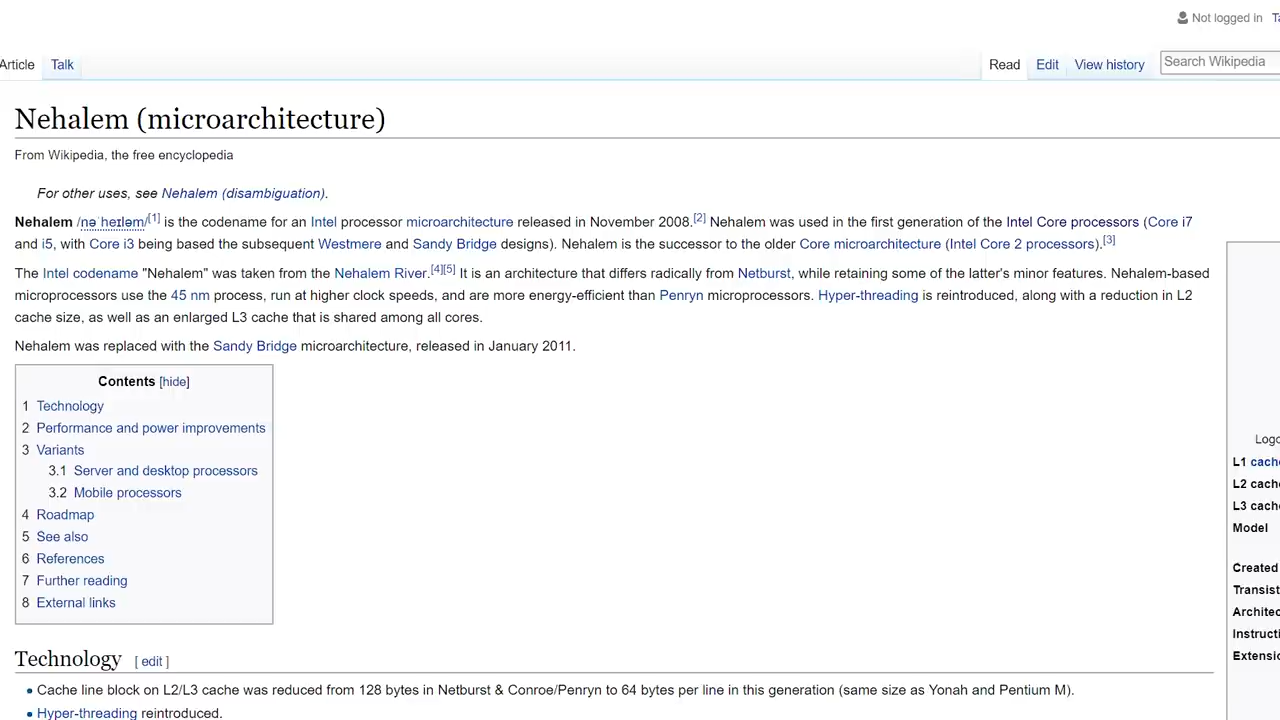 Not logged in
Article Talk Read Edit View history Search Wikipedia
Nehalem (microarchitecture)
From Wikipedia, the free encyclopedia
For other uses, see Nehalem (disambiguation).
Nehalem /nəˈheɪləm/[1] is the codename for an Intel processor microarchitecture released in November 2008.[2] Nehalem was used in the first generation of the Intel Core processors (Core i7
and i5, with Core i3 being based the subsequent Westmere and Sandy Bridge designs). Nehalem is the successor to the older Core microarchitecture (Intel Core 2 processors).[3]
The Intel codename "Nehalem" was taken from the Nehalem River.[4][5] It is an architecture that differs radically from Netburst, while retaining some of the latter's minor features. Nehalem-based
microprocessors use the 45 nm process, run at higher clock speeds, and are more energy-efficient than Penryn microprocessors. Hyper-threading is reintroduced, along with a reduction in L2
cache size, as well as an enlarged L3 cache that is shared among all cores.
Nehalem was replaced with the Sandy Bridge microarchitecture, released in January 2011.
Contents [hide]
1 Technology
2 Performance and power improvements
3 Variants
3.1 Server and desktop processors
3.2 Mobile processors
4 Roadmap
5 See also
6 References
7 Further reading
8 External links
L1 cache
L2 cache
L3 cache
Model
Created
Technology [ edit ]
• Cache line block on L2/L3 cache was reduced from 128 bytes in Netburst & Conroe/Penryn to 64 bytes per line in this generation (same size as Yonah and Pentium M).
• Hyper-threading reintroduced.